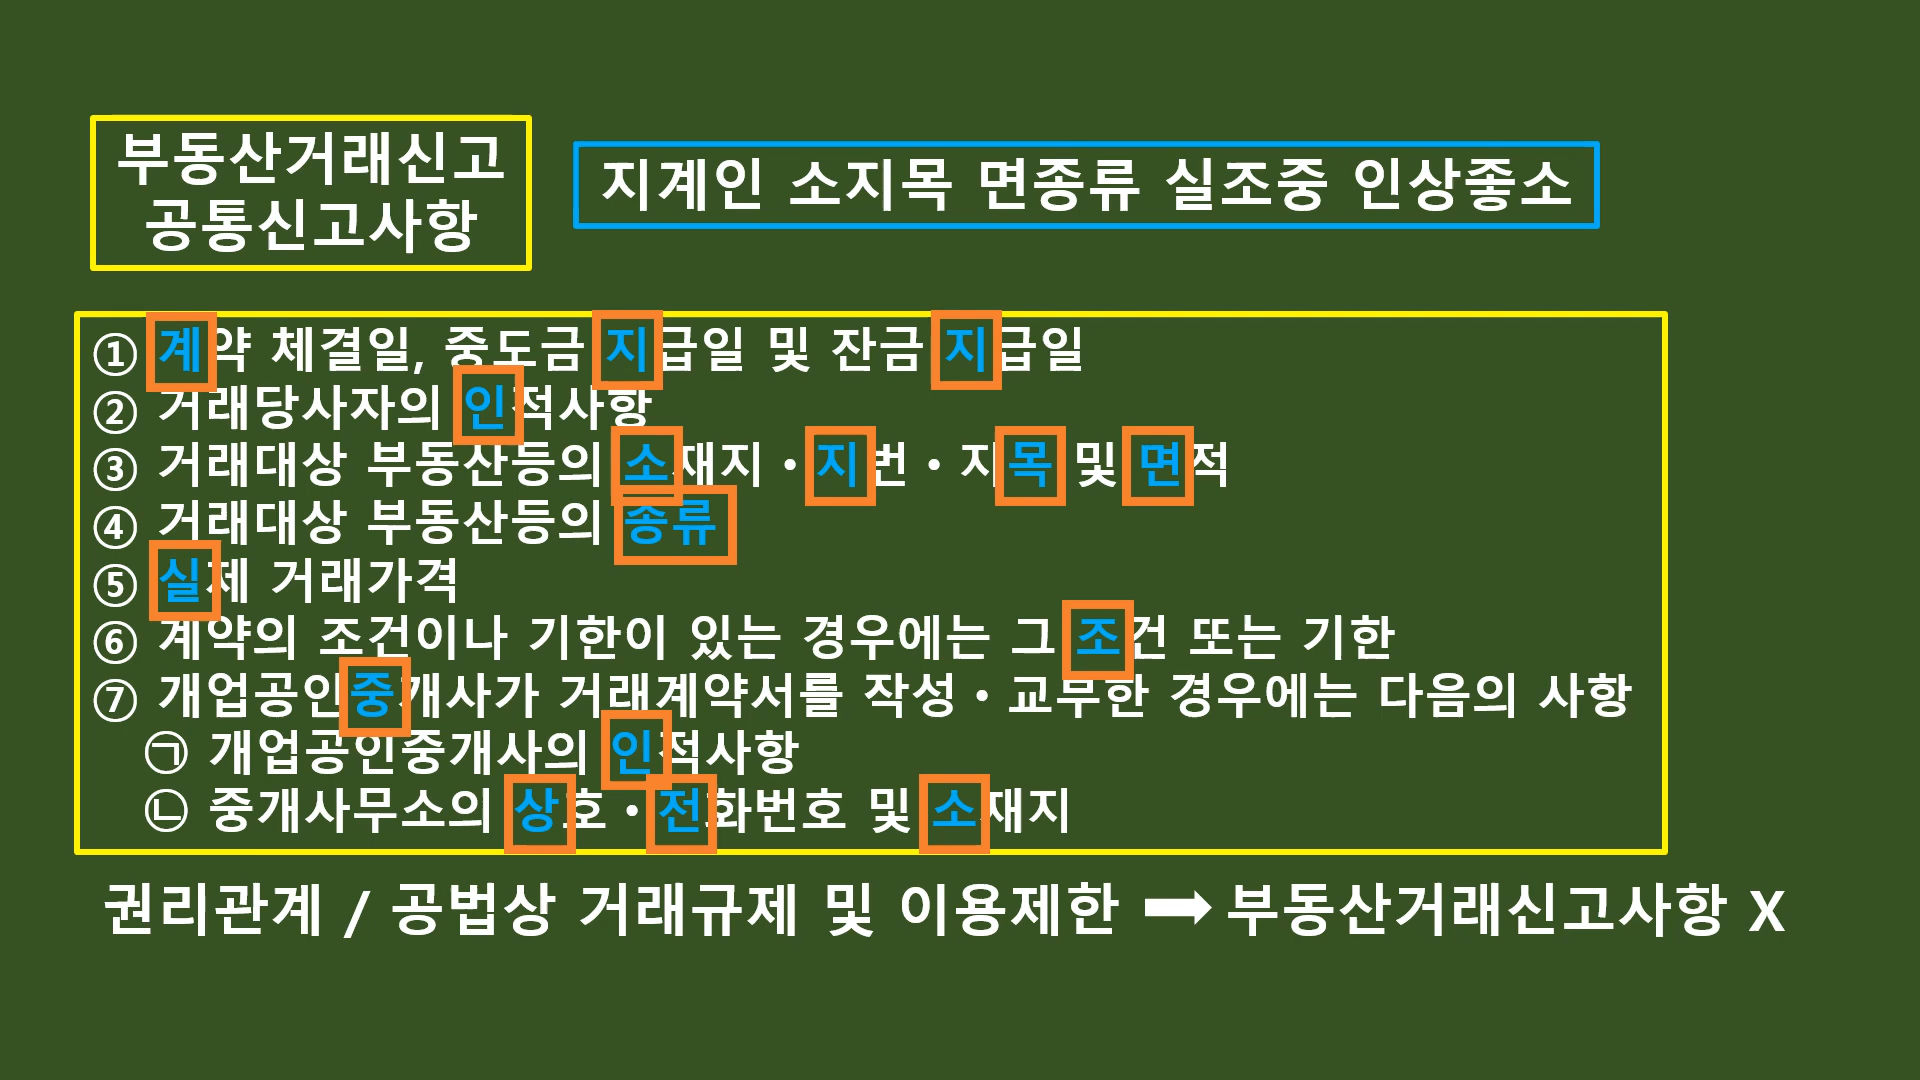 부동산거래신고
공통신고사항
지계인 소지목 면종류 실조중 인상좋소
① 계약 체결일, 중도금 지급일 및 잔금 지급일
② 거래당사자의 인적사항
③ 거래대상 부동산등의 소재지・지번・지목 및 면적
④ 거래대상 부동산등의 종류
⑤ 실제 거래가격
⑥ 계약의 조건이나 기한이 있는 경우에는 그 조건 또는 기한
⑦ 개업공인중개사가 거래계약서를 작성・교부한 경우에는 다음의 사항
㉠ 개업공인중개사의 인적사항
㉡ 중개사무소의 상호・전화번호 및 소재지
권리관계 / 공법상 거래규제 및 이용제한 ➡ 부동산거래신고사항 X